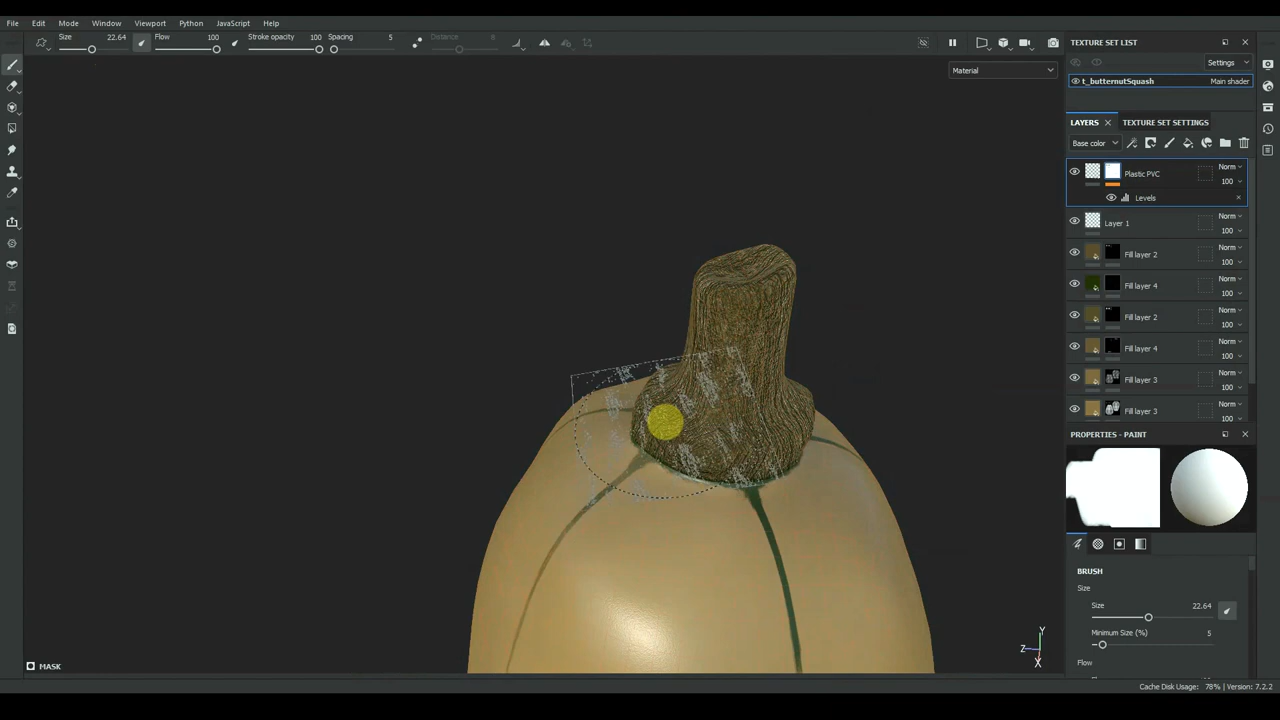 File Edit Mode Window Viewport Python JavaScript Help
Size 22.64 Flow 100 Stroke opacity 100 Spacing 5 Distance 8
Material
TEXTURE SET LIST
Settings
t_butternutSquash Main shader
LAYERS TEXTURE SET SETTINGS
Base color
Plastic PVC Norm
100
Levels
Layer 1 Norm
100
Fill layer 2 Norm
100
Fill layer 4 Norm
100
Fill layer 2 Norm
100
Fill layer 4 Norm
100
Fill layer 3 Norm
100
Fill layer 3 Norm
100
PROPERTIES - PAINT
BRUSH
Size
Size 22.64
Minimum Size (%) 5
Flow
Y
Z
X
MASK
Cache Disk Usage: 78% | Version: 7.2.2